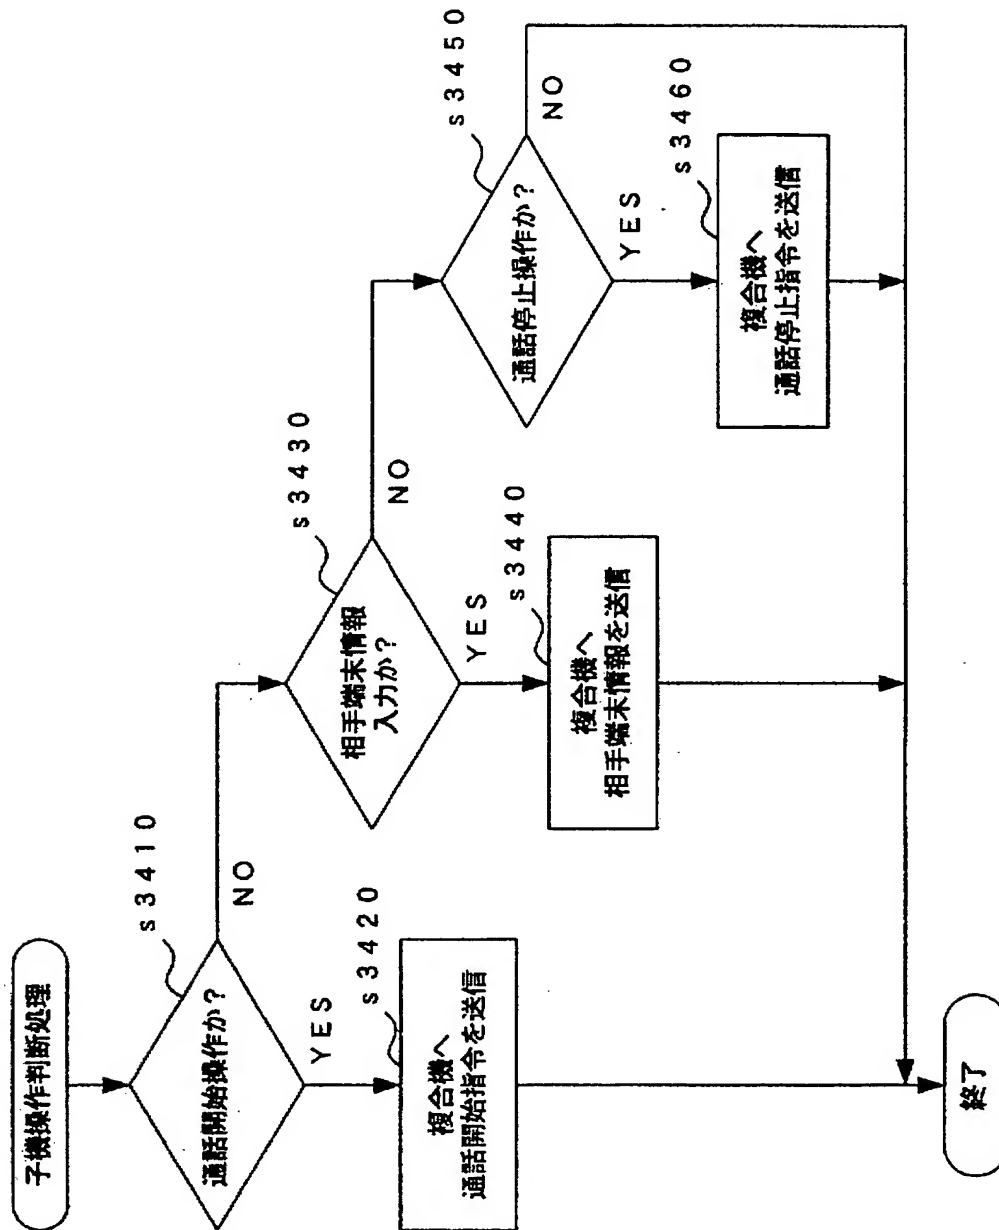 子機操作判断処理
s3410
通話開始操作か?
NO
YES
s3420
複合機へ
通話開始指令を送信
s3430
相手端末情報
入力か?
NO
YES
s3440
複合機へ
相手端末情報を送信
s3450
通話停止操作か?
NO
YES
s3460
複合機へ
通話停止指令を送信
終了